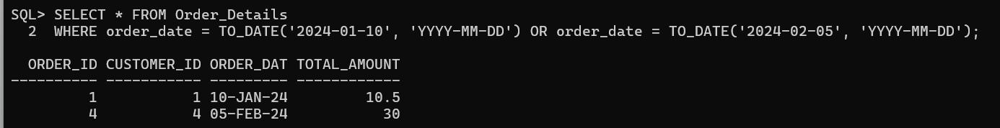 SQL> SELECT * FROM Order_Details
  2  WHERE order_date = TO_DATE('2024-01-10', 'YYYY-MM-DD') OR order_date = TO_DATE('2024-02-05', 'YYYY-MM-DD');

  ORDER_ID CUSTOMER_ID ORDER_DAT TOTAL_AMOUNT
---------- ----------- --------- ------------
         1           1 10-JAN-24         10.5
         4           4 05-FEB-24           30